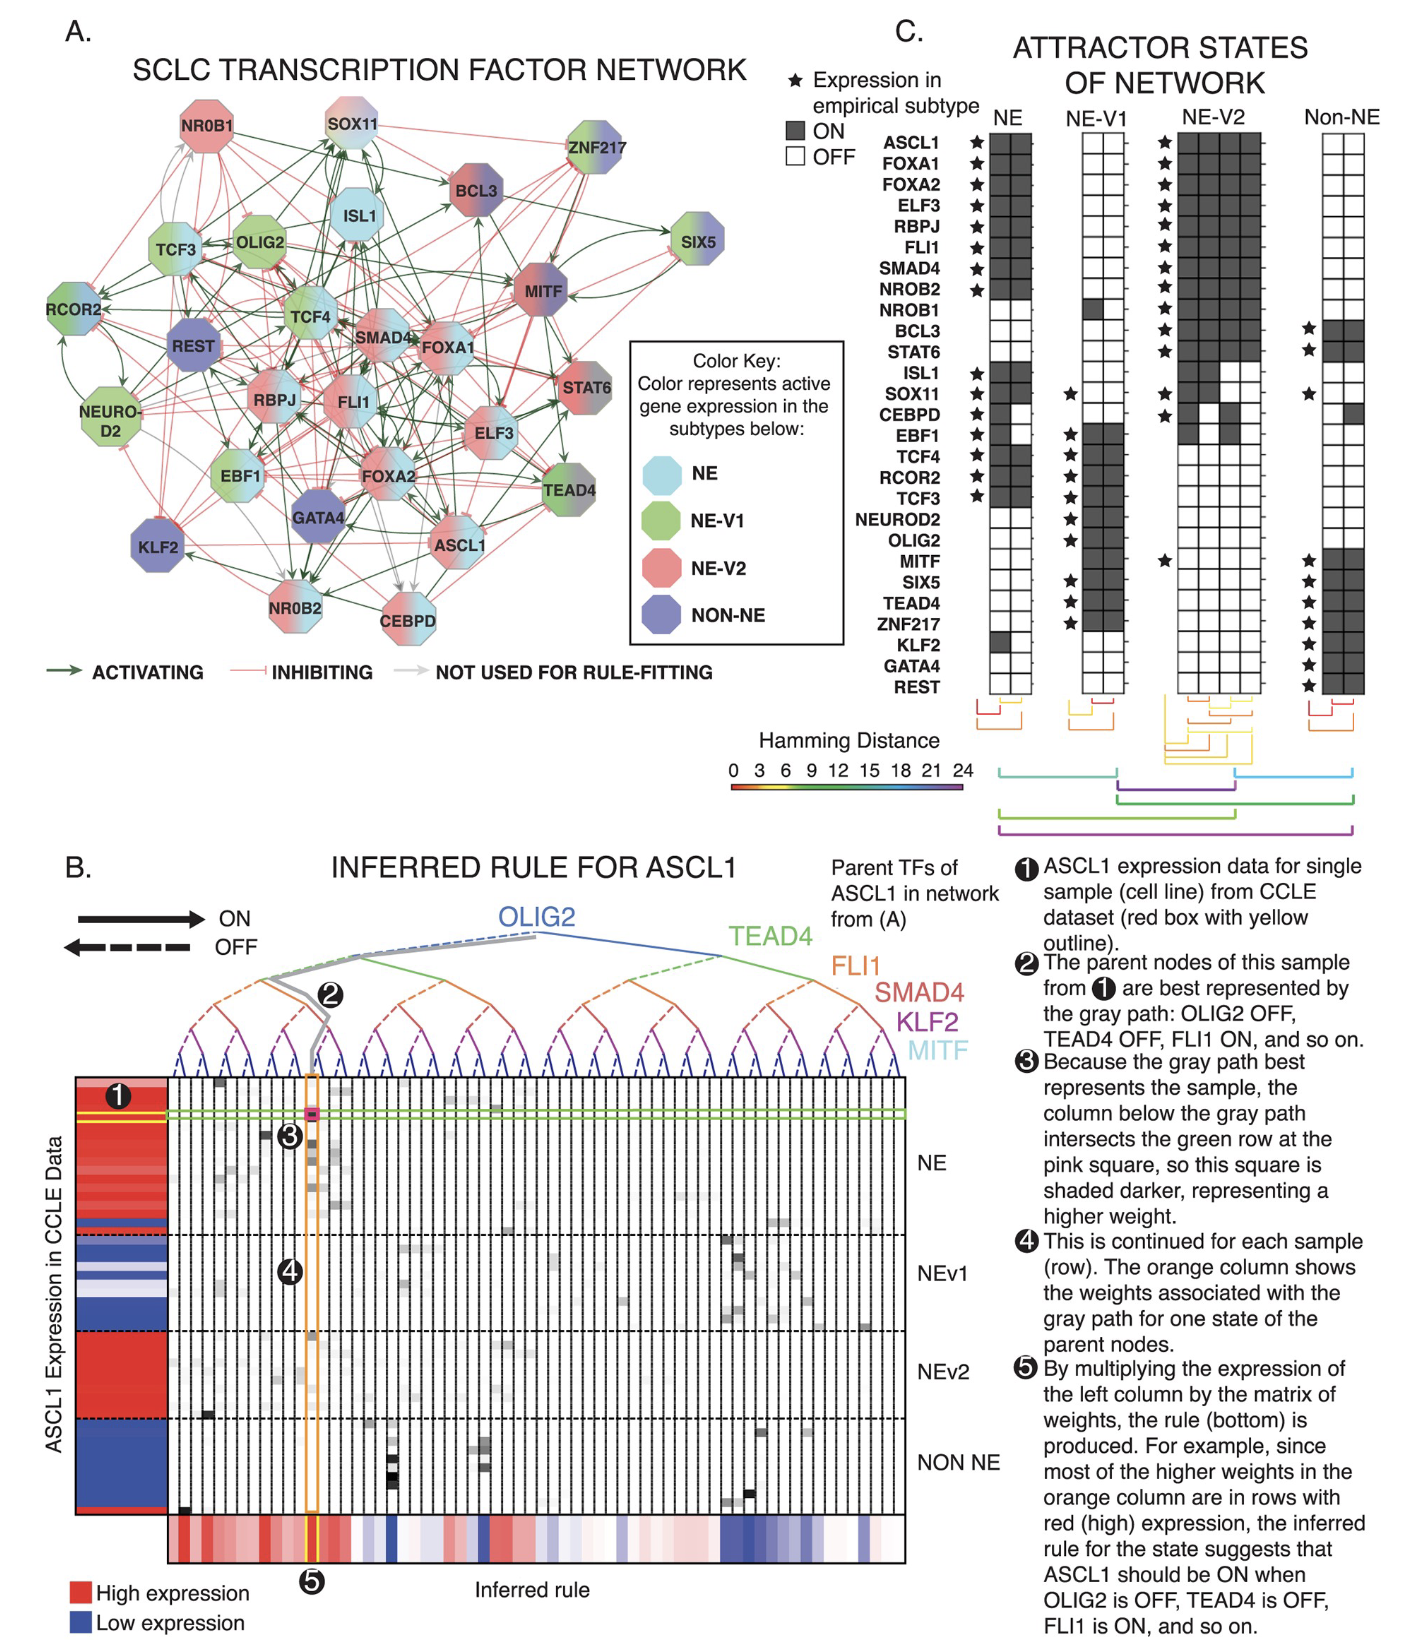 A.
SCLC TRANSCRIPTION FACTOR NETWORK
NR0B1
SOX11
ZNF217
BCL3
ISL1
TCF3
OLIG2
SIX5
MITF
RCOR2
TCF4
REST
SMAD4
FOXA1
STAT6
RBPJ
FLI1
NEURO-
D2
ELF3
EBF1
FOXA2
TEAD4
GATA4
KLF2
ASCL1
NR0B2
CEBPD
Color Key:
Color represents active
gene expression in the
subtypes below:
NE
NE-V1
NE-V2
NON-NE
ACTIVATING
INHIBITING
NOT USED FOR RULE-FITTING
C.
ATTRACTOR STATES
OF NETWORK
Expression in
empirical subtype
ON
OFF
NE
NE-V1
NE-V2
Non-NE
ASCL1
FOXA1
FOXA2
ELF3
RBPJ
FLI1
SMAD4
NROB2
NROB1
BCL3
STAT6
ISL1
SOX11
CEBPD
EBF1
TCF4
RCOR2
TCF3
NEUROD2
OLIG2
MITF
SIX5
TEAD4
ZNF217
KLF2
GATA4
REST
Hamming Distance
0 3 6 9 12 15 18 21 24
B.
INFERRED RULE FOR ASCL1
ON
OFF
Parent TFs of
ASCL1 in network
from (A)
OLIG2
TEAD4
FLI1
SMAD4
KLF2
MITF
2
1
3
4
ASCL1 Expression in CCLE Data
NE
NEv1
NEv2
NON NE
5
Inferred rule
High expression
Low expression
1 ASCL1 expression data for single
sample (cell line) from CCLE
dataset (red box with yellow
outline).
2 The parent nodes of this sample
from 1 are best represented by
the gray path: OLIG2 OFF,
TEAD4 OFF, FLI1 ON, and so on.
3 Because the gray path best
represents the sample, the
column below the gray path
intersects the green row at the
pink square, so this square is
shaded darker, representing a
higher weight.
4 This is continued for each sample
(row). The orange column shows
the weights associated with the
gray path for one state of the
parent nodes.
5 By multiplying the expression of
the left column by the matrix of
weights, the rule (bottom) is
produced. For example, since
most of the higher weights in the
orange column are in rows with
red (high) expression, the inferred
rule for the state suggests that
ASCL1 should be ON when
OLIG2 is OFF, TEAD4 is OFF,
FLI1 is ON, and so on.